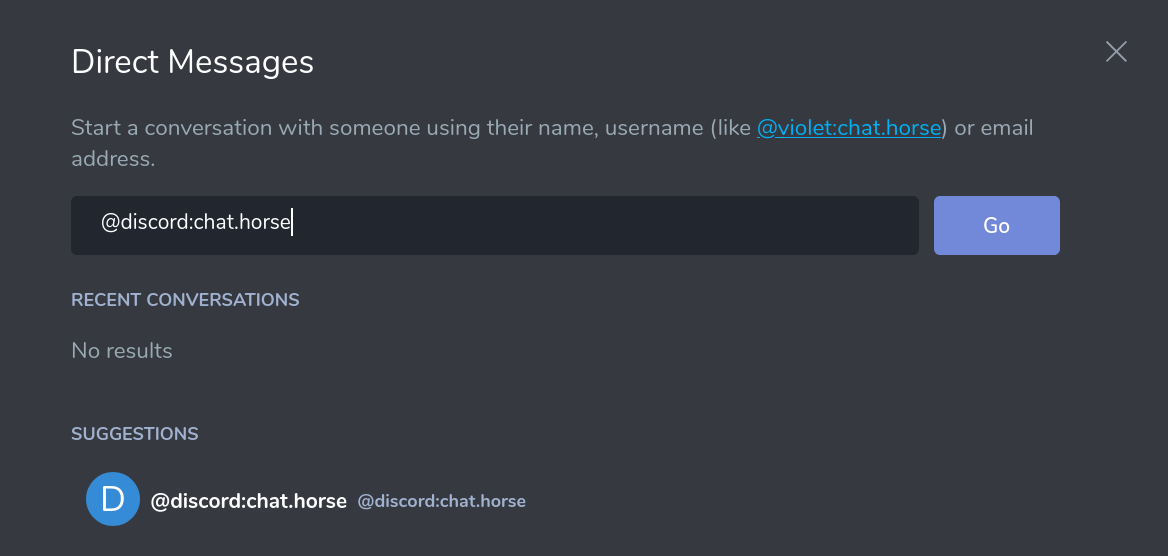 Direct Messages
Start a conversation with someone using their name, username (like @violet:chat.horse) or email
address.
@discord:chat.horse
Go
RECENT CONVERSATIONS
No results
SUGGESTIONS
D @discord:chat.horse @discord:chat.horse